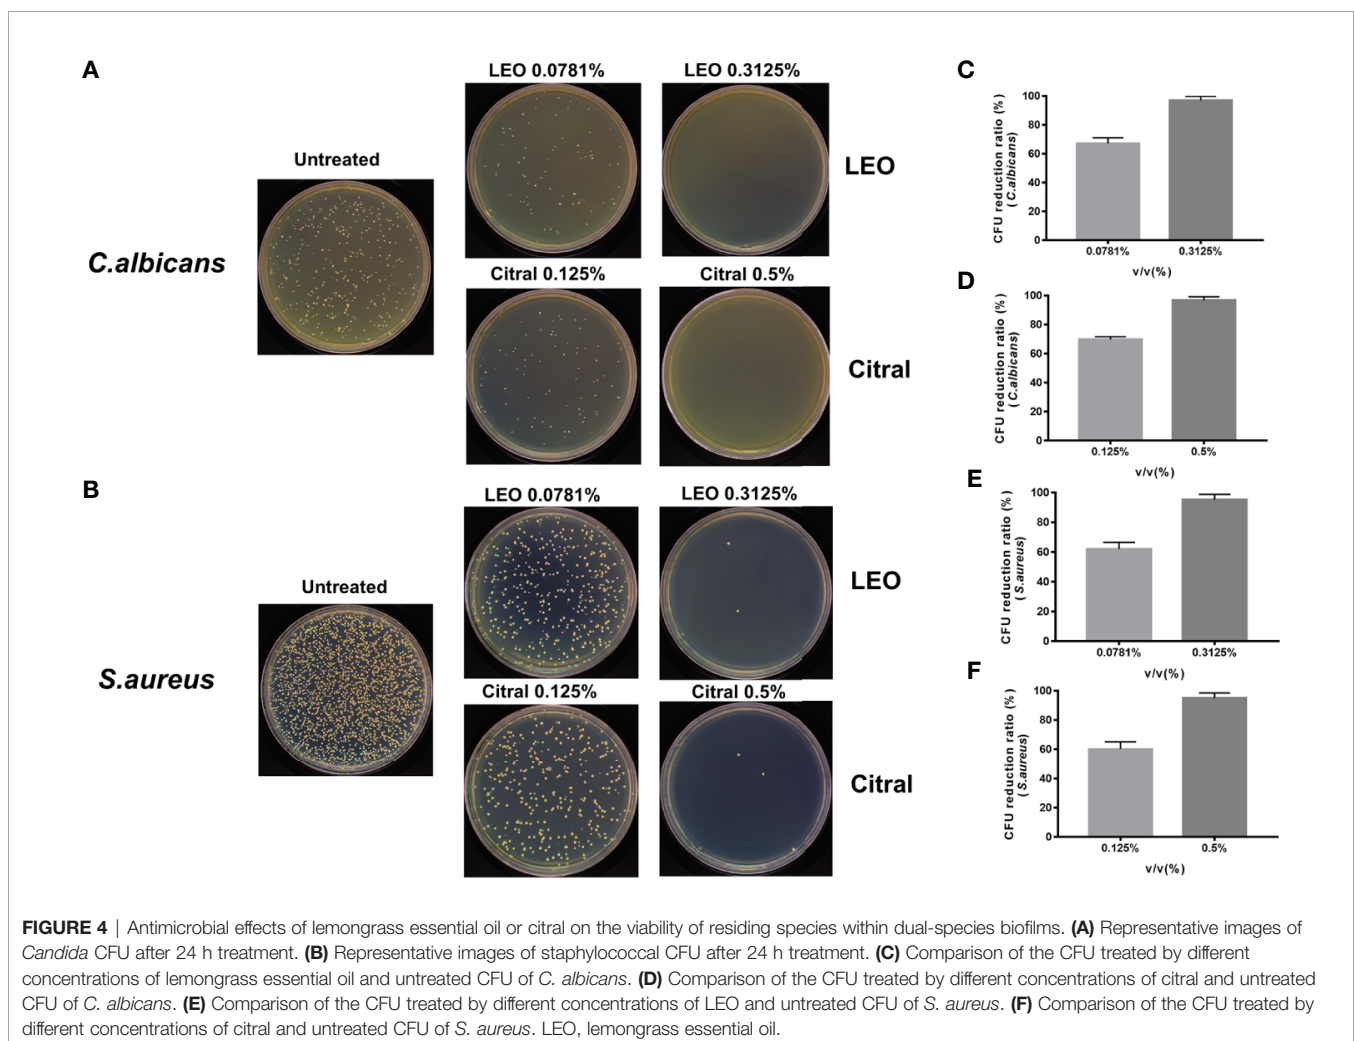 A
LEO 0.0781%
LEO 0.3125%
Untreated
LEO
C.albicans
Citral 0.125%
Citral 0.5%
Citral
B
LEO 0.0781%
LEO 0.3125%
Untreated
LEO
S.aureus
Citral 0.125%
Citral 0.5%
Citral
C
CFU reduction ratio (%)
( C.albicans)
100
80
60
40
20
0
0.0781%
0.3125%
v/v(%)
D
CFU reduction ratio (%)
( C.albicans)
100
80
60
40
20
0
0.125%
0.5%
v/v(%)
E
CFU reduction ratio (%)
( S.aureus)
100
80
60
40
20
0
0.0781%
0.3125%
v/v(%)
F
CFU reduction ratio (%)
( S.aureus)
100
80
60
40
20
0
0.125%
0.5%
v/v(%)
FIGURE 4 | Antimicrobial effects of lemongrass essential oil or citral on the viability of residing species within dual-species biofilms. (A) Representative images of
Candida CFU after 24 h treatment. (B) Representative images of staphylococcal CFU after 24 h treatment. (C) Comparison of the CFU treated by different
concentrations of lemongrass essential oil and untreated CFU of C. albicans. (D) Comparison of the CFU treated by different concentrations of citral and untreated
CFU of C. albicans. (E) Comparison of the CFU treated by different concentrations of LEO and untreated CFU of S. aureus. (F) Comparison of the CFU treated by
different concentrations of citral and untreated CFU of S. aureus. LEO, lemongrass essential oil.